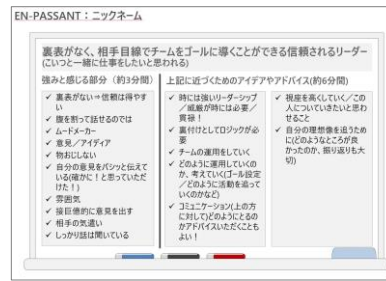 EN-PASSANT：ニックネーム
裏表がなく、相手目線でチームをゴールに導くことができる信頼されるリーダー
(こいつと一緒に仕事をしたいと思われる)
強みと感じる部分（約3分間）
✓ 裏表がない⇒信頼は得やす
い
✓ 腹を割って話せるのでは
✓ ムードメーカー
✓ 意見／アイディア
✓ 物おじしない
✓ 自分の意見をバシッと伝えて
いる(確かに！と思っていただ
けた！)
✓ 雰囲気
✓ 接巨億的に意見を出す
✓ 相手の気遣い
✓ しっかり話は聞いている
上記に近づくためのアイデアやアドバイス(約6分間)
✓ 時には強いリーダーシップ
／威厳が時には必要／
貫禄！
✓ 裏付けとしてロジックが必
要
✓ チームの運用をしていく
✓ どのように運用していくの
か、考えていく(ゴール設定
／どのように活動を追って
いくのかなど)
✓ コミュニケーション(上の方
に対して)どのようにとるの
かアドバイスいただくことも
よい！
✓ 視座を高くしていく／この
人についていきたいと思わ
せること
✓ 自分の理想像を追うため
に(どのようなところが良
かったのか、振り返りも大
切)